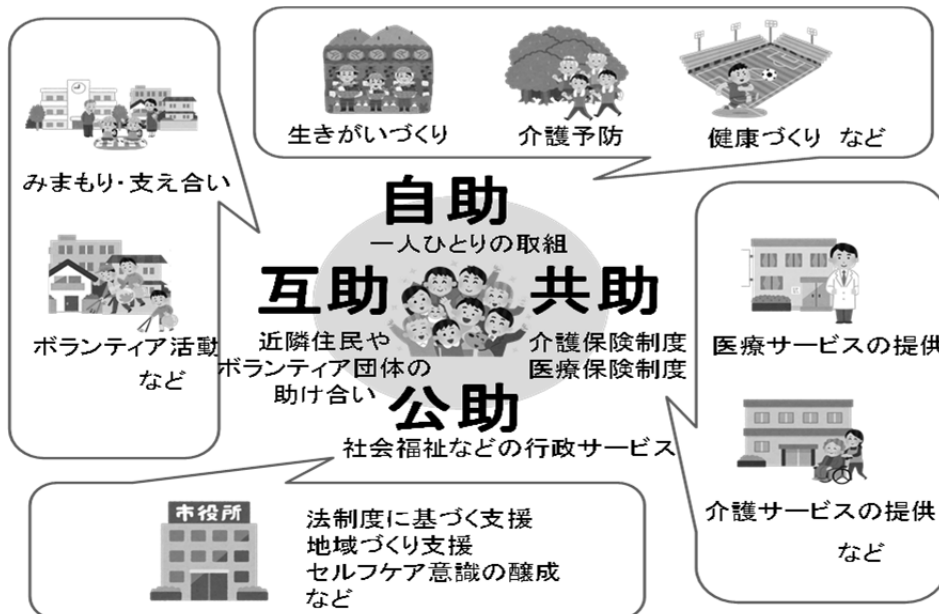 生きがいづくり
介護予防
健康づくり など
みまもり・支え合い
ボランティア活動
など
自助
一人ひとりの取組
互助
近隣住民や
ボランティア団体の
助け合い
共助
介護保険制度
医療保険制度
公助
社会福祉などの行政サービス
医療サービスの提供
介護サービスの提供
など
市役所
法制度に基づく支援
地域づくり支援
セルフケア意識の醸成
など